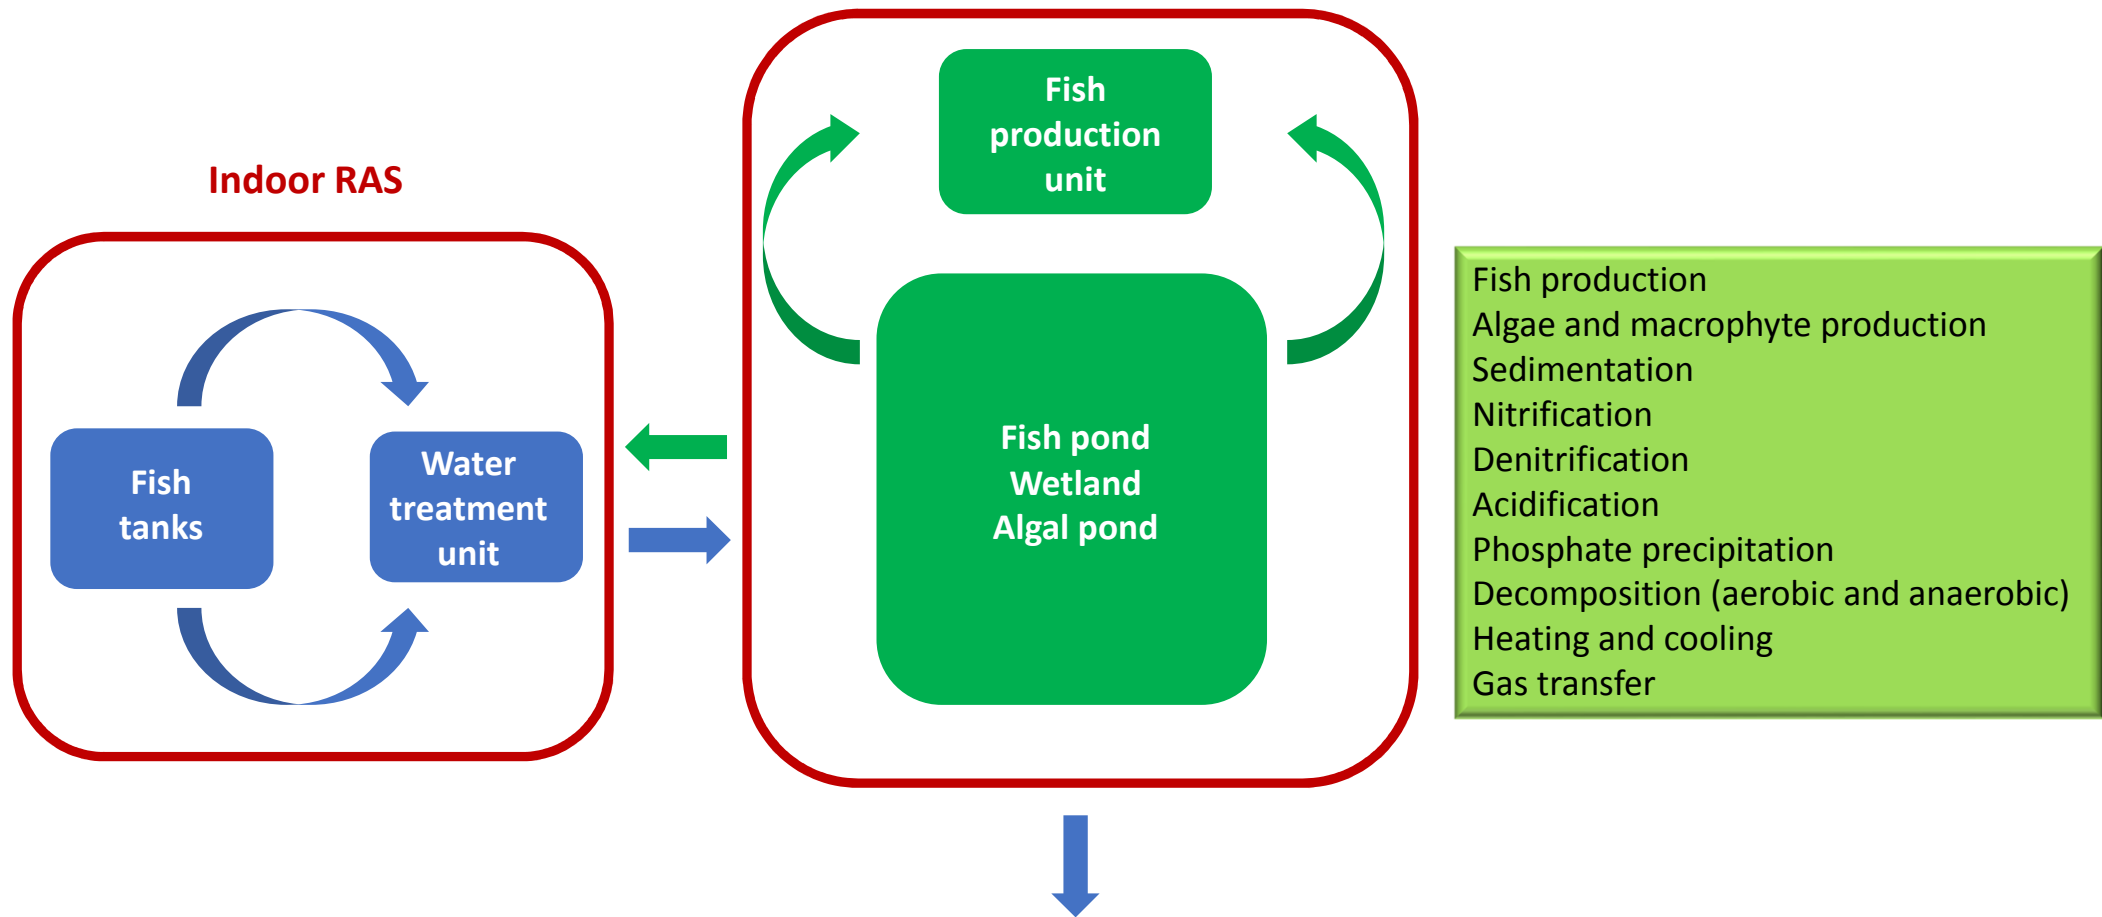 Indoor RAS
Fish
tanks
Water
treatment
unit
Fish
production
unit
Fish pond
Wetland
Algal pond
Fish production
Algae and macrophyte production
Sedimentation
Nitrification
Denitrification
Acidification
Phosphate precipitation
Decomposition (aerobic and anaerobic)
Heating and cooling
Gas transfer